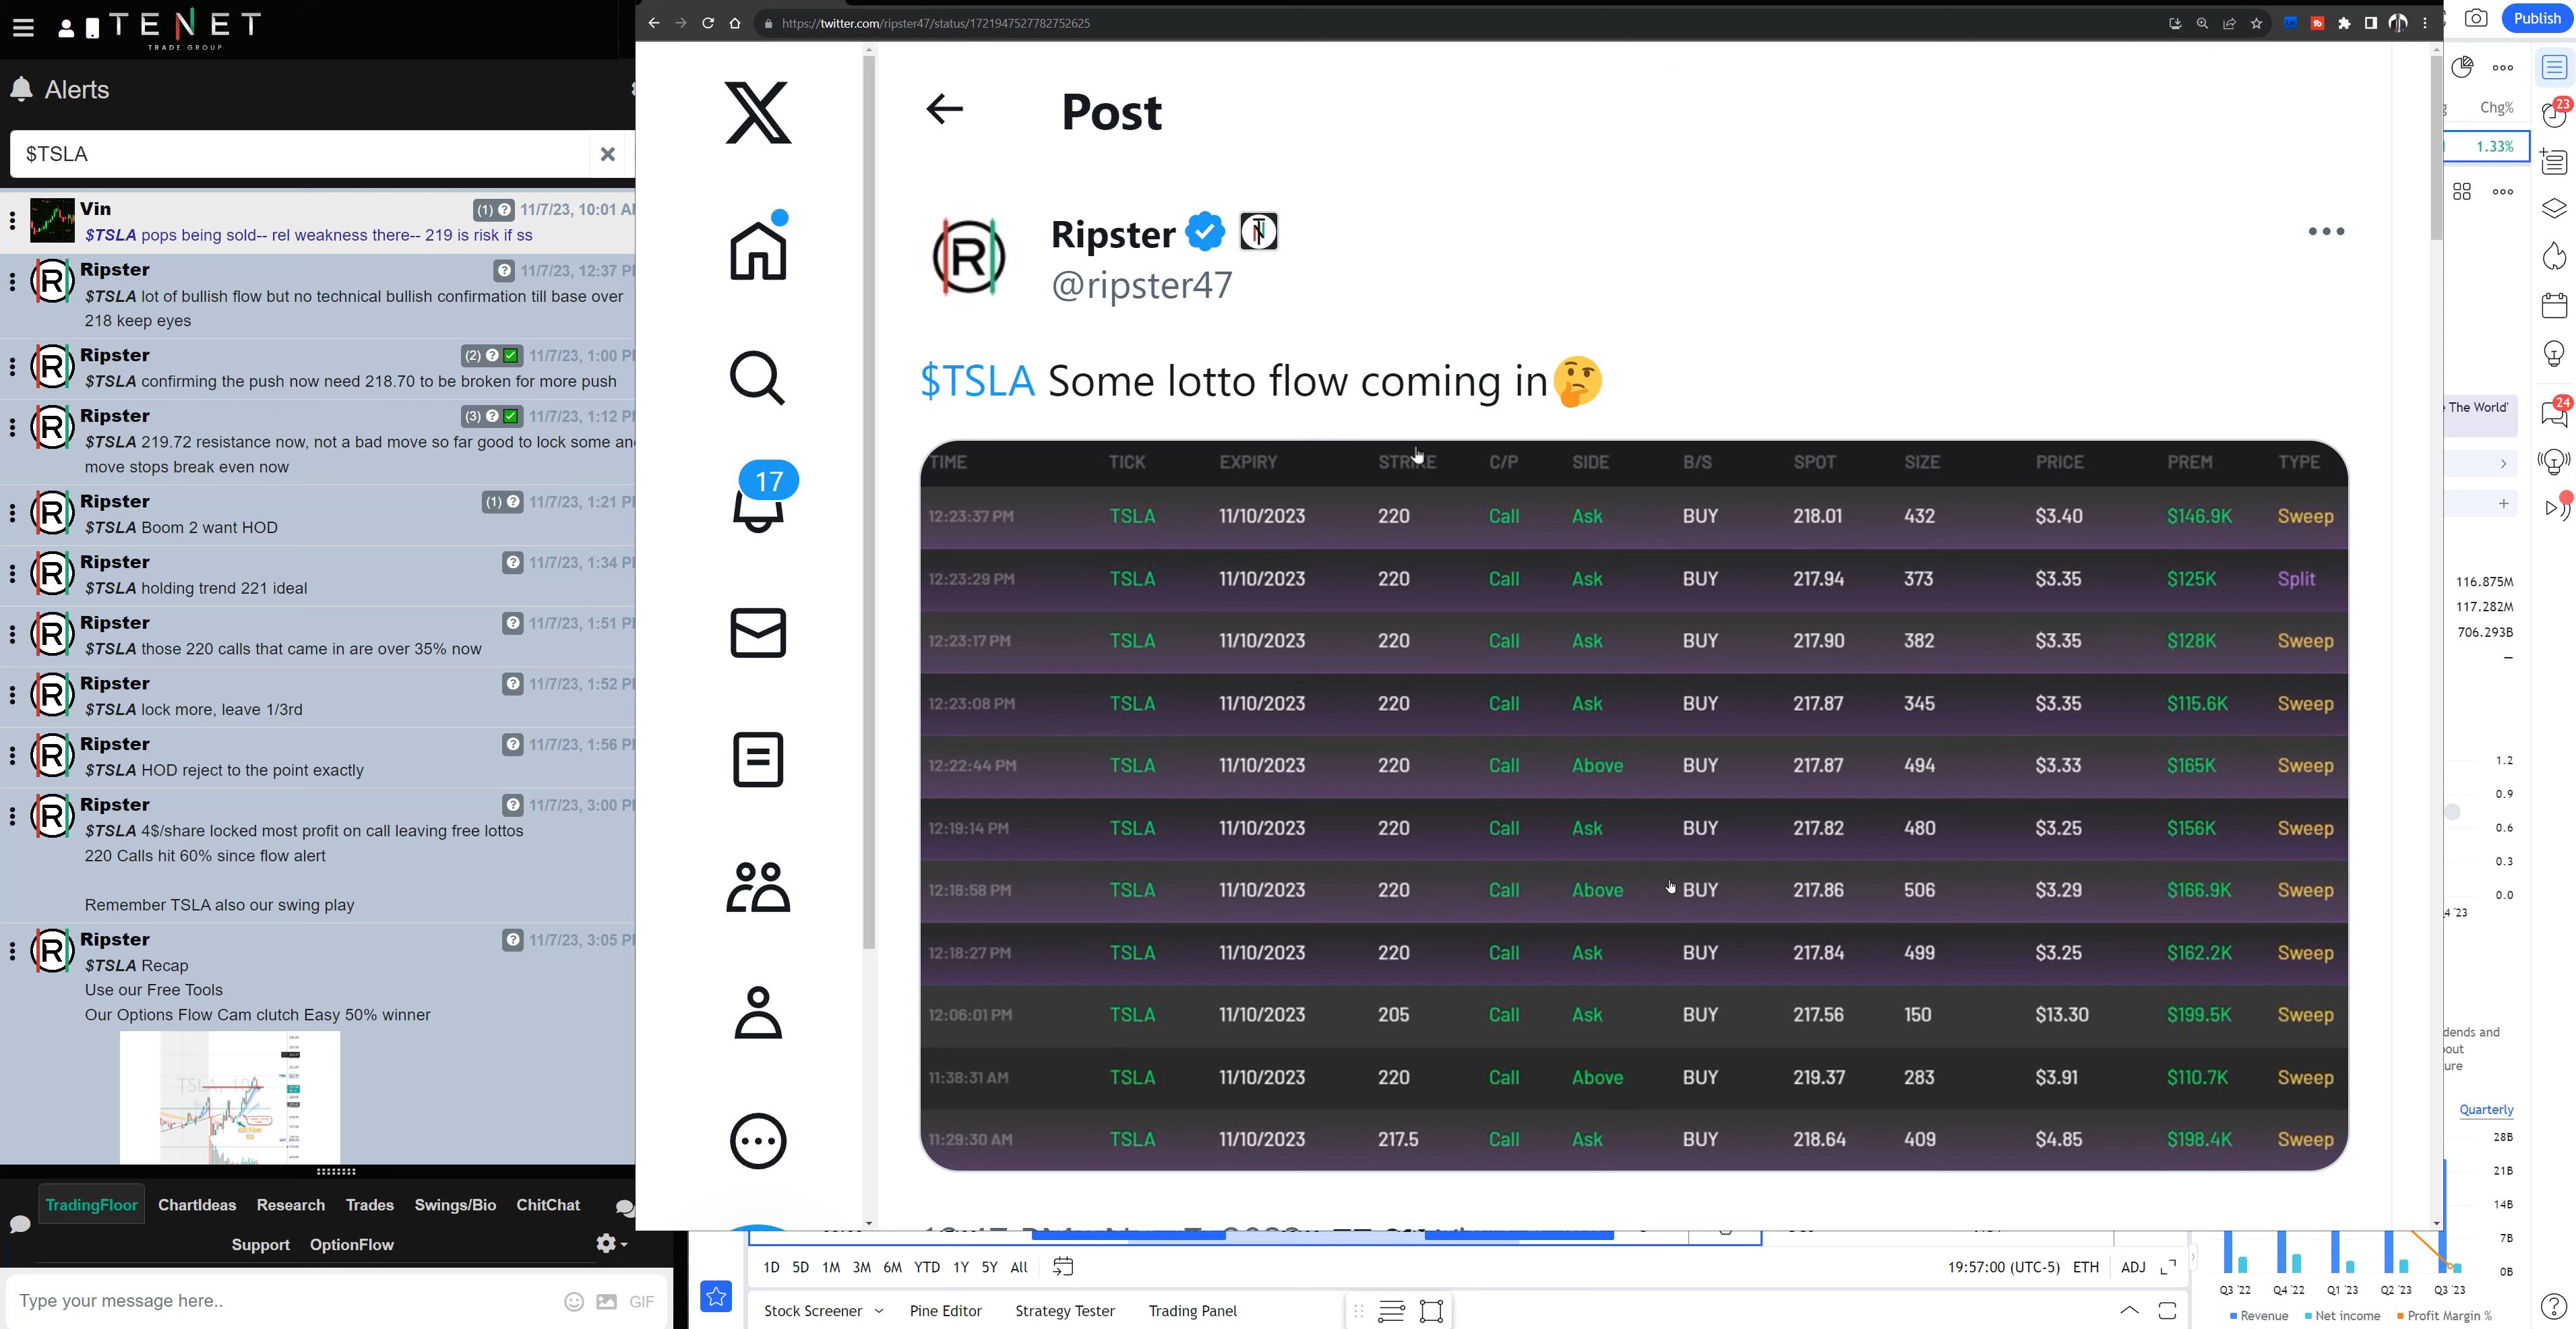 TENET
TRADE GROUP
Alerts
$TSLA
Vin
(1) 11/7/23, 10:01
$TSLA pops being sold-- rel weakness there-- 219 is risk if ss
Ripster
11/7/23, 12:37
$TSLA lot of bullish flow but no technical bullish confirmation till base over
218 keep eyes
Ripster
(2) 11/7/23, 1:00
$TSLA confirming the push now need 218.70 to be broken for more push
Ripster
(3) 11/7/23, 1:12
$TSLA 219.72 resistance now, not a bad move so far good to lock some
move stops break even now
Ripster
(1) 11/7/23, 1:21
$TSLA Boom 2 want HOD
Ripster
11/7/23, 1:34
$TSLA holding trend 221 ideal
Ripster
11/7/23, 1:51
$TSLA those 220 calls that came in are over 35% now
Ripster
11/7/23, 1:52
$TSLA lock more, leave 1/3rd
Ripster
11/7/23, 1:56
$TSLA HOD reject to the point exactly
Ripster
11/7/23, 3:00
$TSLA 4$/share locked most profit on call leaving free lottos
220 Calls hit 60% since flow alert
Remember TSLA also our swing play
Ripster
11/7/23, 3:05
$TSLA Recap
Use our Free Tools
Our Options Flow Cam clutch Easy 50% winner
TradingFloor ChartIdeas Research Trades Swings/Bio ChitChat
Support OptionFlow
Type your message here..
GIF
https://twitter.com/ripster47/status/1721947527782752625
17
Post
Ripster
@ripster47
$TSLA Some lotto flow coming in🤔
TIME TICK EXPIRY STRIKE C/P SIDE B/S SPOT SIZE PRICE PREM TYPE
12:23:37 PM TSLA 11/10/2023 220 Call Ask BUY 218.01 432 $3.40 $146.9K Sweep
12:23:29 PM TSLA 11/10/2023 220 Call Ask BUY 217.94 373 $3.35 $125K Split
12:23:17 PM TSLA 11/10/2023 220 Call Ask BUY 217.90 382 $3.35 $128K Sweep
12:23:08 PM TSLA 11/10/2023 220 Call Ask BUY 217.87 345 $3.35 $115.6K Sweep
12:22:44 PM TSLA 11/10/2023 220 Call Above BUY 217.87 494 $3.33 $165K Sweep
12:19:14 PM TSLA 11/10/2023 220 Call Ask BUY 217.82 480 $3.25 $156K Sweep
12:18:58 PM TSLA 11/10/2023 220 Call Above BUY 217.86 506 $3.29 $166.9K Sweep
12:18:27 PM TSLA 11/10/2023 220 Call Ask BUY 217.84 499 $3.25 $162.2K Sweep
12:06:01 PM TSLA 11/10/2023 205 Call Ask BUY 217.56 150 $13.30 $199.5K Sweep
11:38:31 AM TSLA 11/10/2023 220 Call Above BUY 219.37 283 $3.91 $110.7K Sweep
11:29:30 AM TSLA 11/10/2023 217.5 Call Ask BUY 218.64 409 $4.85 $198.4K Sweep
1D 5D 1M 3M 6M YTD 1Y 5Y All
19:57:00 (UTC-5) ETH ADJ
Stock Screener Pine Editor Strategy Tester Trading Panel
Publish
Chg%
23
1.33%
The World'
24
116.875M
117.282M
706.293B
—
1.2
0.9
0.6
0.3
0.0
'23
dends and
Quarterly
28B
21B
14B
7B
0B
Q3 '22 Q4 '22 Q1 '23 Q2 '23 Q3 '23
Revenue Net income Profit Margin %